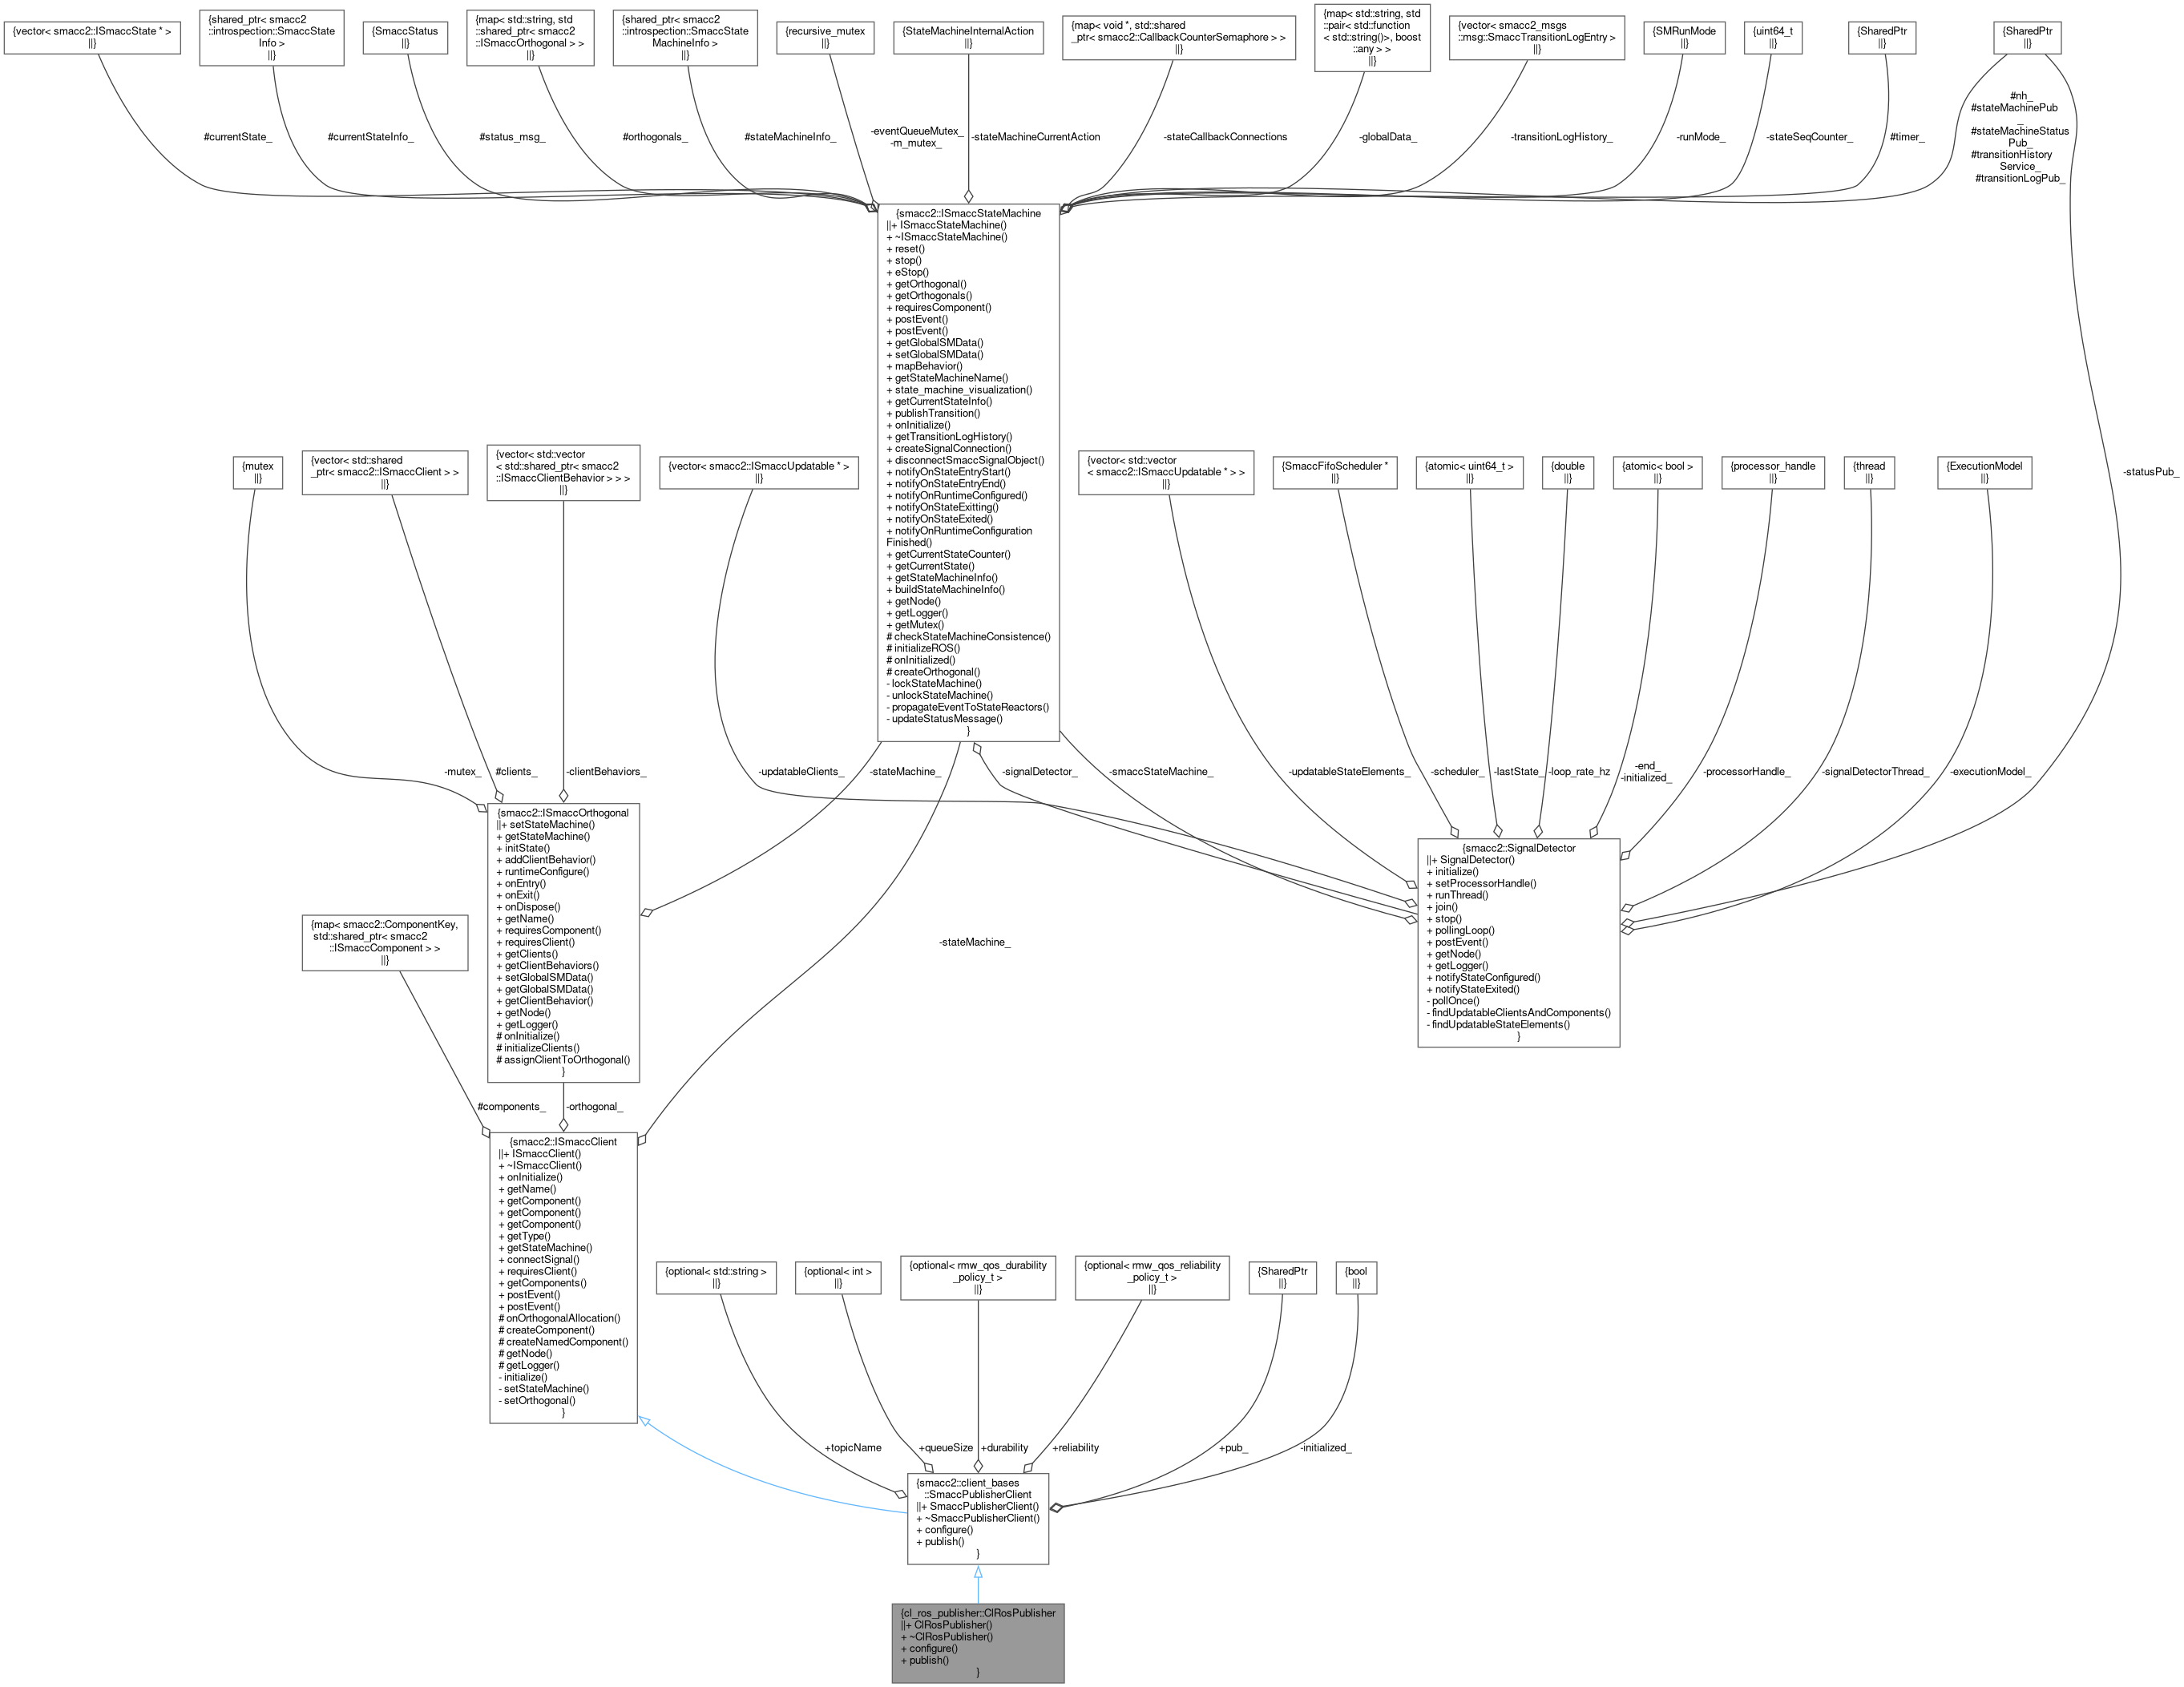 {vector< smacc2::ISmaccState * >
||}
{shared_ptr< smacc2
::introspection::SmaccState
Info >
||}
{SmaccStatus
||}
{map< std::string, std
::shared_ptr< smacc2
::ISmaccOrthogonal > >
||}
{shared_ptr< smacc2
::introspection::SmaccState
MachineInfo >
||}
{recursive_mutex
||}
{StateMachineInternalAction
||}
{map< void *, std::shared
_ptr< smacc2::CallbackCounterSemaphore > >
||}
{map< std::string, std
::pair< std::function
< std::string()>, boost
::any > >
||}
{vector< smacc2_msgs
::msg::SmaccTransitionLogEntry >
||}
{SMRunMode
||}
{uint64_t
||}
{SharedPtr
||}
{SharedPtr
||}
#currentState_
#currentStateInfo_
#status_msg_
#orthogonals_
#stateMachineInfo_
-eventQueueMutex_
-m_mutex_
-stateMachineCurrentAction
-stateCallbackConnections
-globalData_
-transitionLogHistory_
-runMode_
-stateSeqCounter_
#timer_
#nh_
#stateMachinePub
_
#stateMachineStatus
Pub_
#transitionHistory
Service_
#transitionLogPub_
{smacc2::ISmaccStateMachine
||+ ISmaccStateMachine()
+ ~ISmaccStateMachine()
+ reset()
+ stop()
+ eStop()
+ getOrthogonal()
+ getOrthogonals()
+ requiresComponent()
+ postEvent()
+ postEvent()
+ getGlobalSMData()
+ setGlobalSMData()
+ mapBehavior()
+ getStateMachineName()
+ state_machine_visualization()
+ getCurrentStateInfo()
+ publishTransition()
+ onInitialize()
+ getTransitionLogHistory()
+ createSignalConnection()
+ disconnectSmaccSignalObject()
+ notifyOnStateEntryStart()
+ notifyOnStateEntryEnd()
+ notifyOnRuntimeConfigured()
+ notifyOnStateExitting()
+ notifyOnStateExited()
+ notifyOnRuntimeConfiguration
Finished()
+ getCurrentStateCounter()
+ getCurrentState()
+ getStateMachineInfo()
+ buildStateMachineInfo()
+ getNode()
+ getLogger()
+ getMutex()
# checkStateMachineConsistence()
# initializeROS()
# onInitialized()
# createOrthogonal()
- lockStateMachine()
- unlockStateMachine()
- propagateEventToStateReactors()
- updateStatusMessage()
}
{mutex
||}
{vector< std::shared
_ptr< smacc2::ISmaccClient > >
||}
{vector< std::vector
< std::shared_ptr< smacc2
::ISmaccClientBehavior > > >
||}
{vector< smacc2::ISmaccUpdatable * >
||}
{vector< std::vector
< smacc2::ISmaccUpdatable * > >
||}
{SmaccFifoScheduler *
||}
{atomic< uint64_t >
||}
{double
||}
{atomic< bool >
||}
{processor_handle
||}
{thread
||}
{ExecutionModel
||}
-statusPub_
-mutex_
#clients_
-clientBehaviors_
-updatableClients_
-stateMachine_
-signalDetector_
-smaccStateMachine_
-updatableStateElements_
-scheduler_
-lastState_
-loop_rate_hz
-end_
-initialized_
-processorHandle_
-signalDetectorThread_
-executionModel_
{smacc2::ISmaccOrthogonal
||+ setStateMachine()
+ getStateMachine()
+ initState()
+ addClientBehavior()
+ runtimeConfigure()
+ onEntry()
+ onExit()
+ onDispose()
+ getName()
+ requiresComponent()
+ requiresClient()
+ getClients()
+ getClientBehaviors()
+ setGlobalSMData()
+ getGlobalSMData()
+ getClientBehavior()
+ getNode()
+ getLogger()
# onInitialize()
# initializeClients()
# assignClientToOrthogonal()
}
{smacc2::SignalDetector
||+ SignalDetector()
+ initialize()
+ setProcessorHandle()
+ runThread()
+ join()
+ stop()
+ pollingLoop()
+ postEvent()
+ getNode()
+ getLogger()
+ notifyStateConfigured()
+ notifyStateExited()
- pollOnce()
- findUpdatableClientsAndComponents()
- findUpdatableStateElements()
}
{map< smacc2::ComponentKey,
std::shared_ptr< smacc2
::ISmaccComponent > >
||}
-stateMachine_
#components_
-orthogonal_
{smacc2::ISmaccClient
||+ ISmaccClient()
+ ~ISmaccClient()
+ onInitialize()
+ getName()
+ getComponent()
+ getComponent()
+ getComponent()
+ getType()
+ getStateMachine()
+ connectSignal()
+ requiresClient()
+ getComponents()
+ postEvent()
+ postEvent()
# onOrthogonalAllocation()
# createComponent()
# createNamedComponent()
# getNode()
# getLogger()
- initialize()
- setStateMachine()
- setOrthogonal()
}
{optional< std::string >
||}
{optional< int >
||}
{optional< rmw_qos_durability
_policy_t >
||}
{optional< rmw_qos_reliability
_policy_t >
||}
{SharedPtr
||}
{bool
||}
+topicName
+queueSize
+durability
+reliability
+pub_
-initialized_
{smacc2::client_bases
::SmaccPublisherClient
||+ SmaccPublisherClient()
+ ~SmaccPublisherClient()
+ configure()
+ publish()
}
{cl_ros_publisher::ClRosPublisher
||+ ClRosPublisher()
+ ~ClRosPublisher()
+ configure()
+ publish()
}